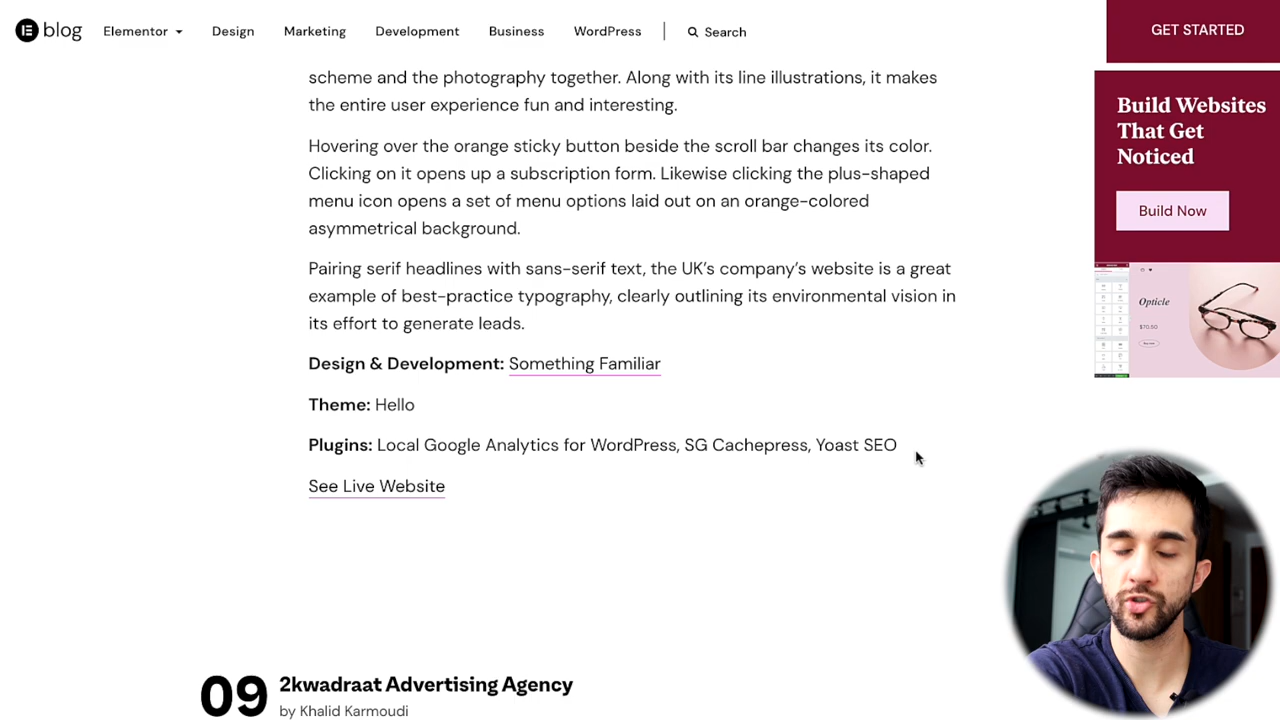 blog
Elementor
Design
Marketing
Development
Business
WordPress
Search
GET STARTED
scheme and the photography together. Along with its line illustrations, it makes
the entire user experience fun and interesting.
Hovering over the orange sticky button beside the scroll bar changes its color.
Clicking on it opens up a subscription form. Likewise clicking the plus-shaped
menu icon opens a set of menu options laid out on an orange-colored
asymmetrical background.
Pairing serif headlines with sans-serif text, the UK’s company’s website is a great
example of best-practice typography, clearly outlining its environmental vision in
its effort to generate leads.
Design & Development: Something Familiar
Theme: Hello
Plugins: Local Google Analytics for WordPress, SG Cachepress, Yoast SEO
See Live Website
09 2kwadraat Advertising Agency
by Khalid Karmoudi
Build Websites
That Get
Noticed
Build Now
Opticle
$70.50